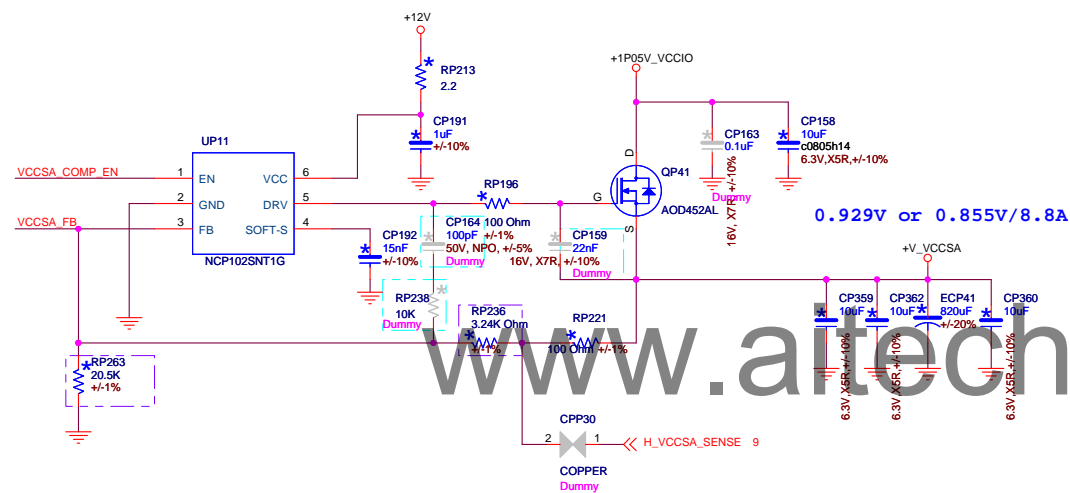 +12V
RP213
2.2
+1P05V_VCCIO
CP191
1uF
+/-10%
CP163
0.1uF
16V, X7R,+/-10%
Dummy
CP158
10uF
c0805h14
6.3V,X5R,+/-10%
UP11
VCCSA_COMP_EN
1
EN
VCC
6
2
GND
DRV
5
VCCSA_FB
3
FB
SOFT-S
4
NCP102SNT1G
RP196
100 Ohm
+/-1%
D
G
S
QP41
AOD452AL
0.929V or 0.855V/8.8A
CP192
15nF
+/-10%
CP164
100pF
50V, NPO, +/-5%
Dummy
CP159
22nF
16V, X7R,+/-10%
Dummy
+V_VCCSA
RP238
10K
Dummy
RP236
3.24K Ohm
+/-1%
RP221
100 Ohm +/-1%
CP359
10uF
6.3V,X5R,+/-10%
CP362
10uF
6.3V,X5R,+/-10%
ECP41
820uF
+/-20%
CP360
10uF
6.3V,X5R,+/-10%
www.aitech
RP263
20.5K
+/-1%
CPP30
2
1
H_VCCSA_SENSE 9
COPPER
Dummy